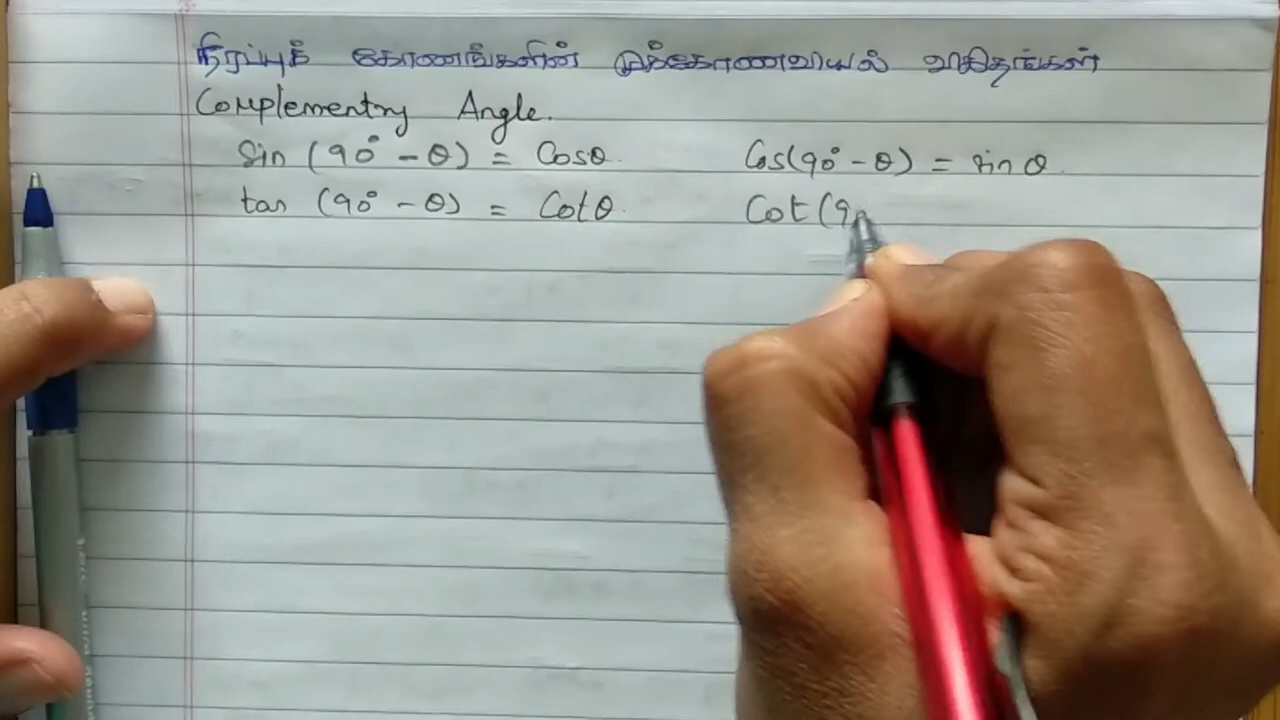 நிரப்புக் கோணங்களின் முக்கோணவியல் விகிதங்கள்
Complementry Angle.
Sin (90° - θ) = Cosθ. Cos(90° - θ) = sin θ.
tan (90° - θ) = Cotθ. Cot (9